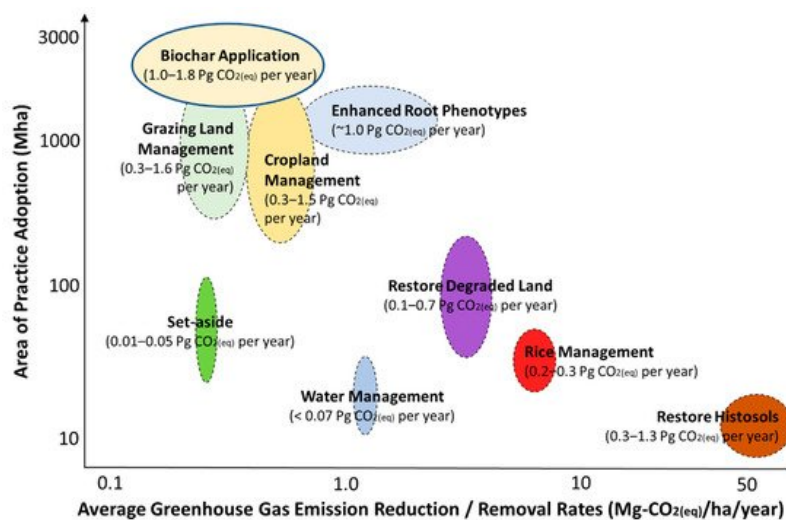 3000
Biochar Application
(1.0–1.8 Pg CO2(eq) per year)
Enhanced Root Phenotypes
(~1.0 Pg CO2(eq) per year)
1000
Grazing Land
Management
(0.3–1.6 Pg CO2(eq)
per year)
Cropland
Management
(0.3–1.5 Pg CO2(eq)
per year)
Area of Practice Adoption (Mha)
100
Restore Degraded Land
(0.1–0.7 Pg CO2(eq) per year)
Set-aside
(0.01–0.05 Pg CO2(eq) per year)
Rice Management
(0.2–0.3 Pg CO2(eq) per year)
Water Management
(< 0.07 Pg CO2(eq) per year)
Restore Histosols
(0.3–1.3 Pg CO2(eq) per year)
10
0.1 1.0 10 50
Average Greenhouse Gas Emission Reduction / Removal Rates (Mg-CO2(eq)/ha/year)